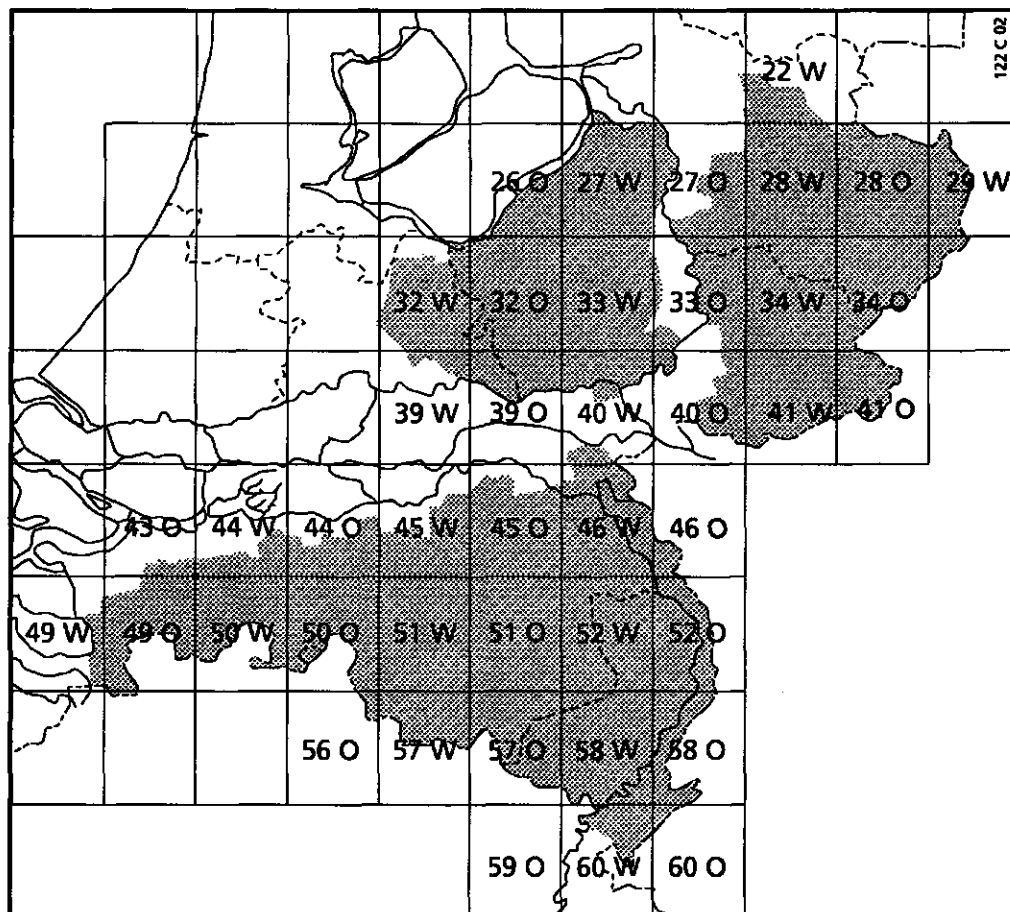 122 C 02
22 W
26 O 27 W 27 O 28 W 28 O 29 W
32 W 32 O 33 W 33 O 34 W 34 O
39 W 39 O 40 W 40 O 41 W 41 O
43 O 44 W 44 O 45 W 45 O 46 W 46 O
49 W 49 O 50 W 50 O 51 W 51 O 52 W 52 O
56 O 57 W 57 O 58 W 58 O
59 O 60 W 60 O